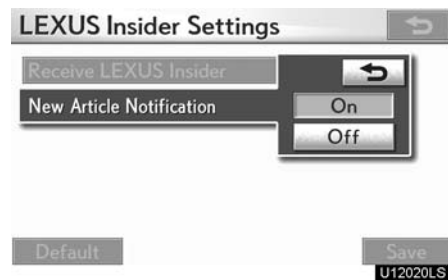 LEXUS Insider Settings
Receive LEXUS Insider
New Article Notification
On
Off
Default
Save
U12020LS